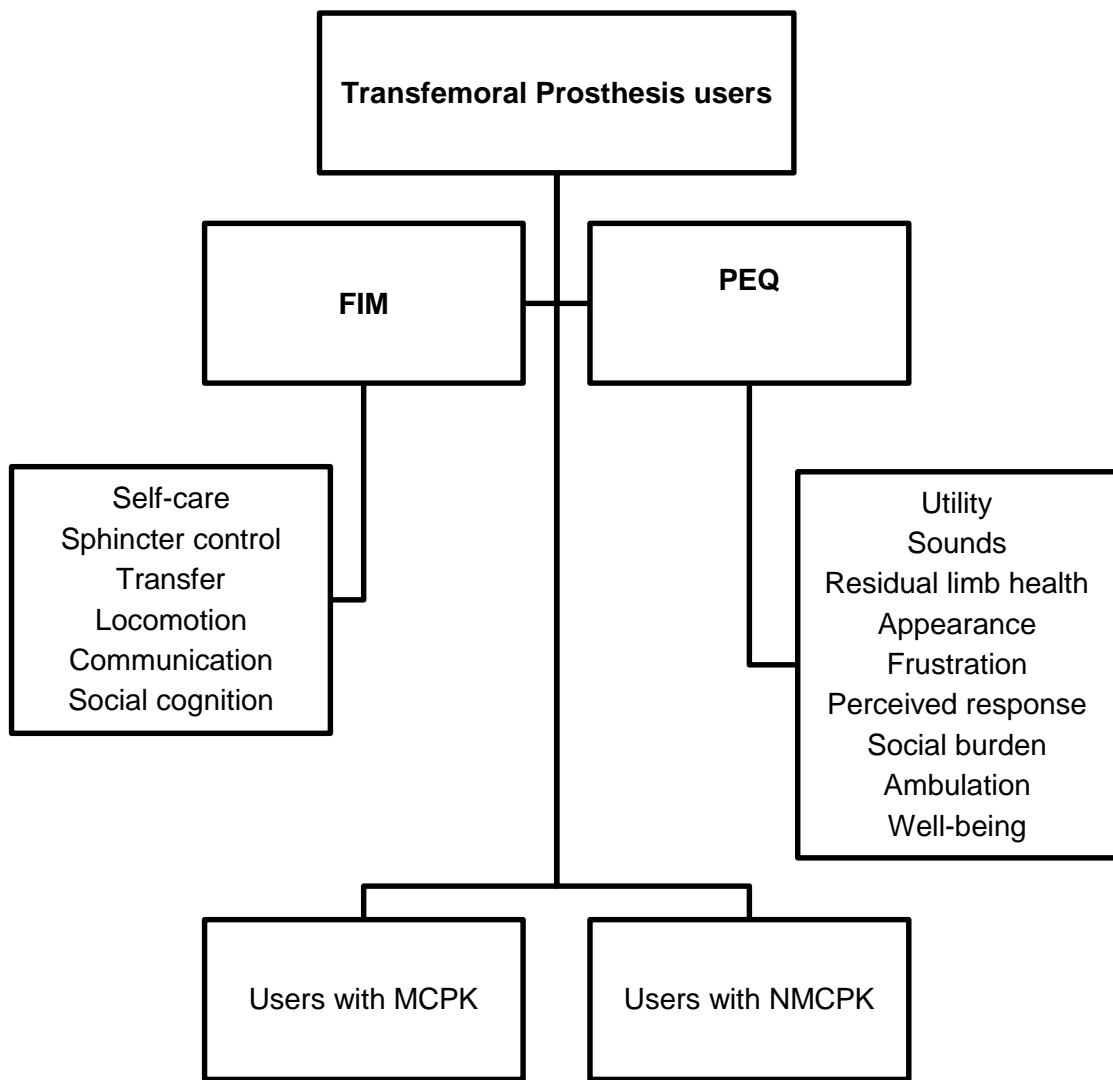 Transfemoral Prosthesis users
FIM
PEQ
Self-care
Sphincter control
Transfer
Locomotion
Communication
Social cognition
Utility
Sounds
Residual limb health
Appearance
Frustration
Perceived response
Social burden
Ambulation
Well-being
Users with MCPK
Users with NMCPK